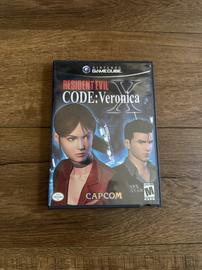 NINTENDO
GAMECUBE
RESIDENT EVIL
CODE: Veronica X
CAPCOM
M